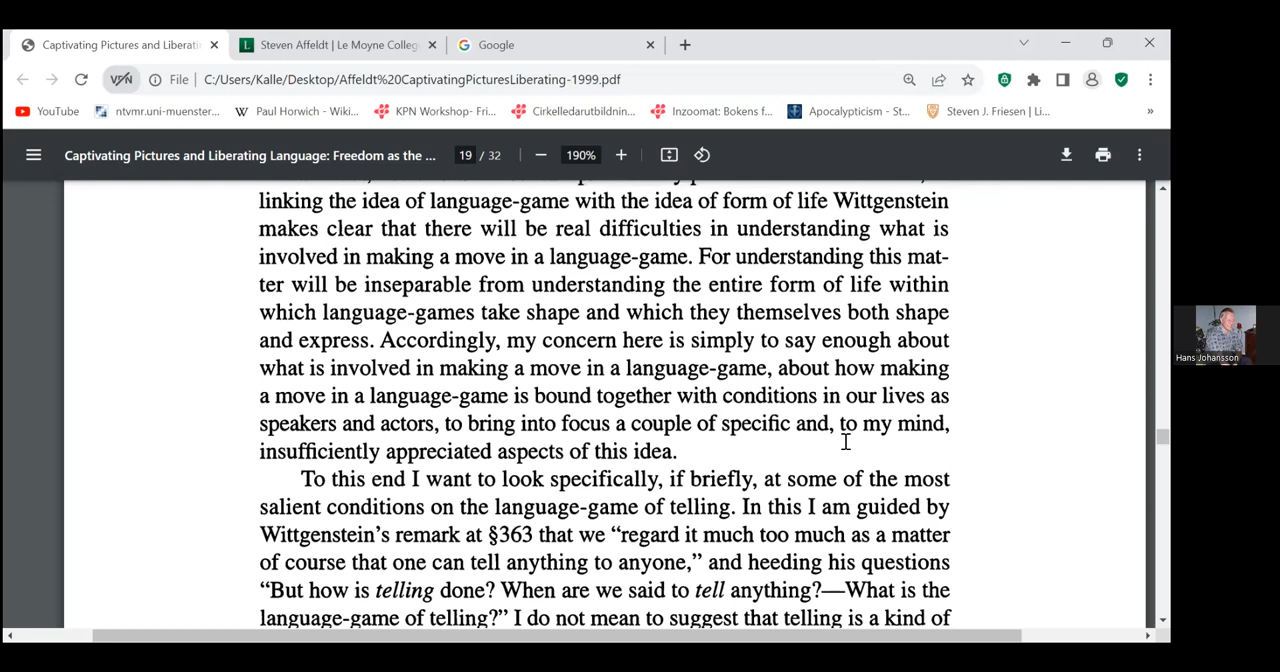 Captivating Pictures and Liberati
Steven Affeldt | Le Moyne Colleg
Google
VPN
File
C:/Users/Kalle/Desktop/Affeldt%20CaptivatingPicturesLiberating-1999.pdf
YouTube
ntvmr.uni-muenster...
Paul Horwich - Wiki...
KPN Workshop- Fri...
Cirkelledarutbildnin...
Inzoomat: Bokens f...
Apocalypticism - St...
Steven J. Friesen | Li...
»
Captivating Pictures and Liberating Language: Freedom as the ...
19 / 32
190%
linking the idea of language-game with the idea of form of life Wittgenstein
makes clear that there will be real difficulties in understanding what is
involved in making a move in a language-game. For understanding this mat-
ter will be inseparable from understanding the entire form of life within
which language-games take shape and which they themselves both shape
and express. Accordingly, my concern here is simply to say enough about
what is involved in making a move in a language-game, about how making
a move in a language-game is bound together with conditions in our lives as
speakers and actors, to bring into focus a couple of specific and, to my mind,
insufficiently appreciated aspects of this idea.
To this end I want to look specifically, if briefly, at some of the most
salient conditions on the language-game of telling. In this I am guided by
Wittgenstein's remark at §363 that we “regard it much too much as a matter
of course that one can tell anything to anyone,” and heeding his questions
“But how is telling done? When are we said to tell anything?—What is the
language-game of telling?” I do not mean to suggest that telling is a kind of
Hans Johansson